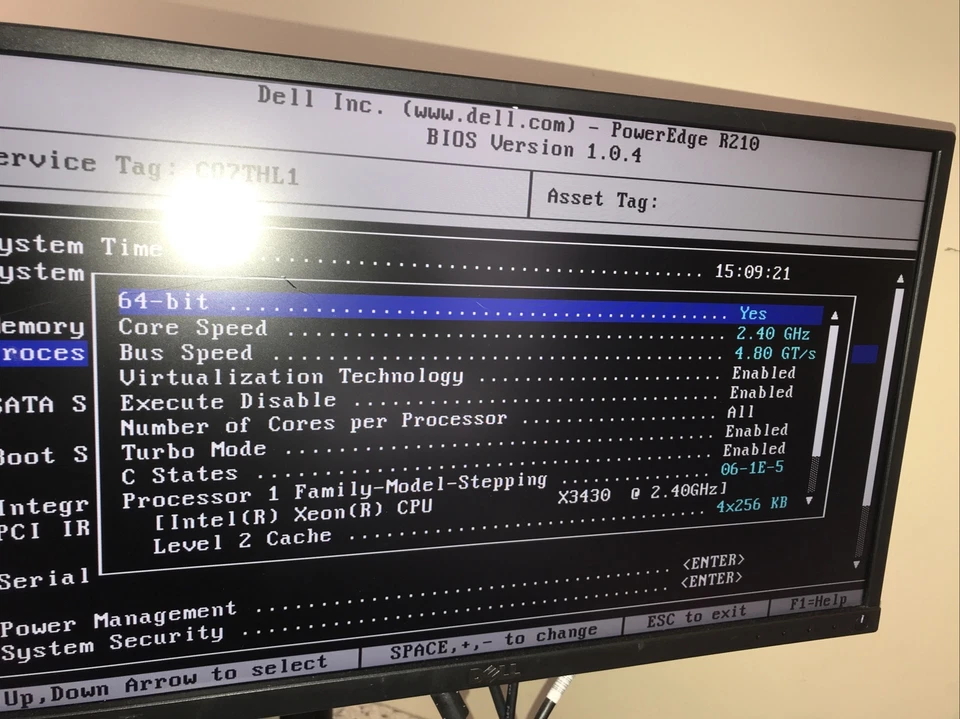 Dell Inc. (www.dell.com) - PowerEdge R210
BIOS Version 1.0.4
ervice Tag: THL1
Asset Tag:
ystem Time ........................................ 15:09:21
ystem
64-bit ........................................ Yes
emory
Core Speed ........................................ 2.40 GHz
roces
Bus Speed ........................................ 4.80 GT/s
Virtualization Technology .................... Enabled
ATA S
Execute Disable .............................. Enabled
Number of Cores per Processor ................ All
Boot S
Turbo Mode ................................... Enabled
C States ..................................... Enabled
Integr
Processor 1 Family-Model-Stepping ............ 06-1E-5
PCI IR
[Intel(R) Xeon(R) CPU X3430 @ 2.40GHz]
Level 2 Cache ................................ 4x256 KB
Serial
<ENTER>
Power Management ............................. <ENTER>
System Security ..............................
Up,Down Arrow to select
SPACE,+,- to change
ESC to exit
F1=Help
DELL